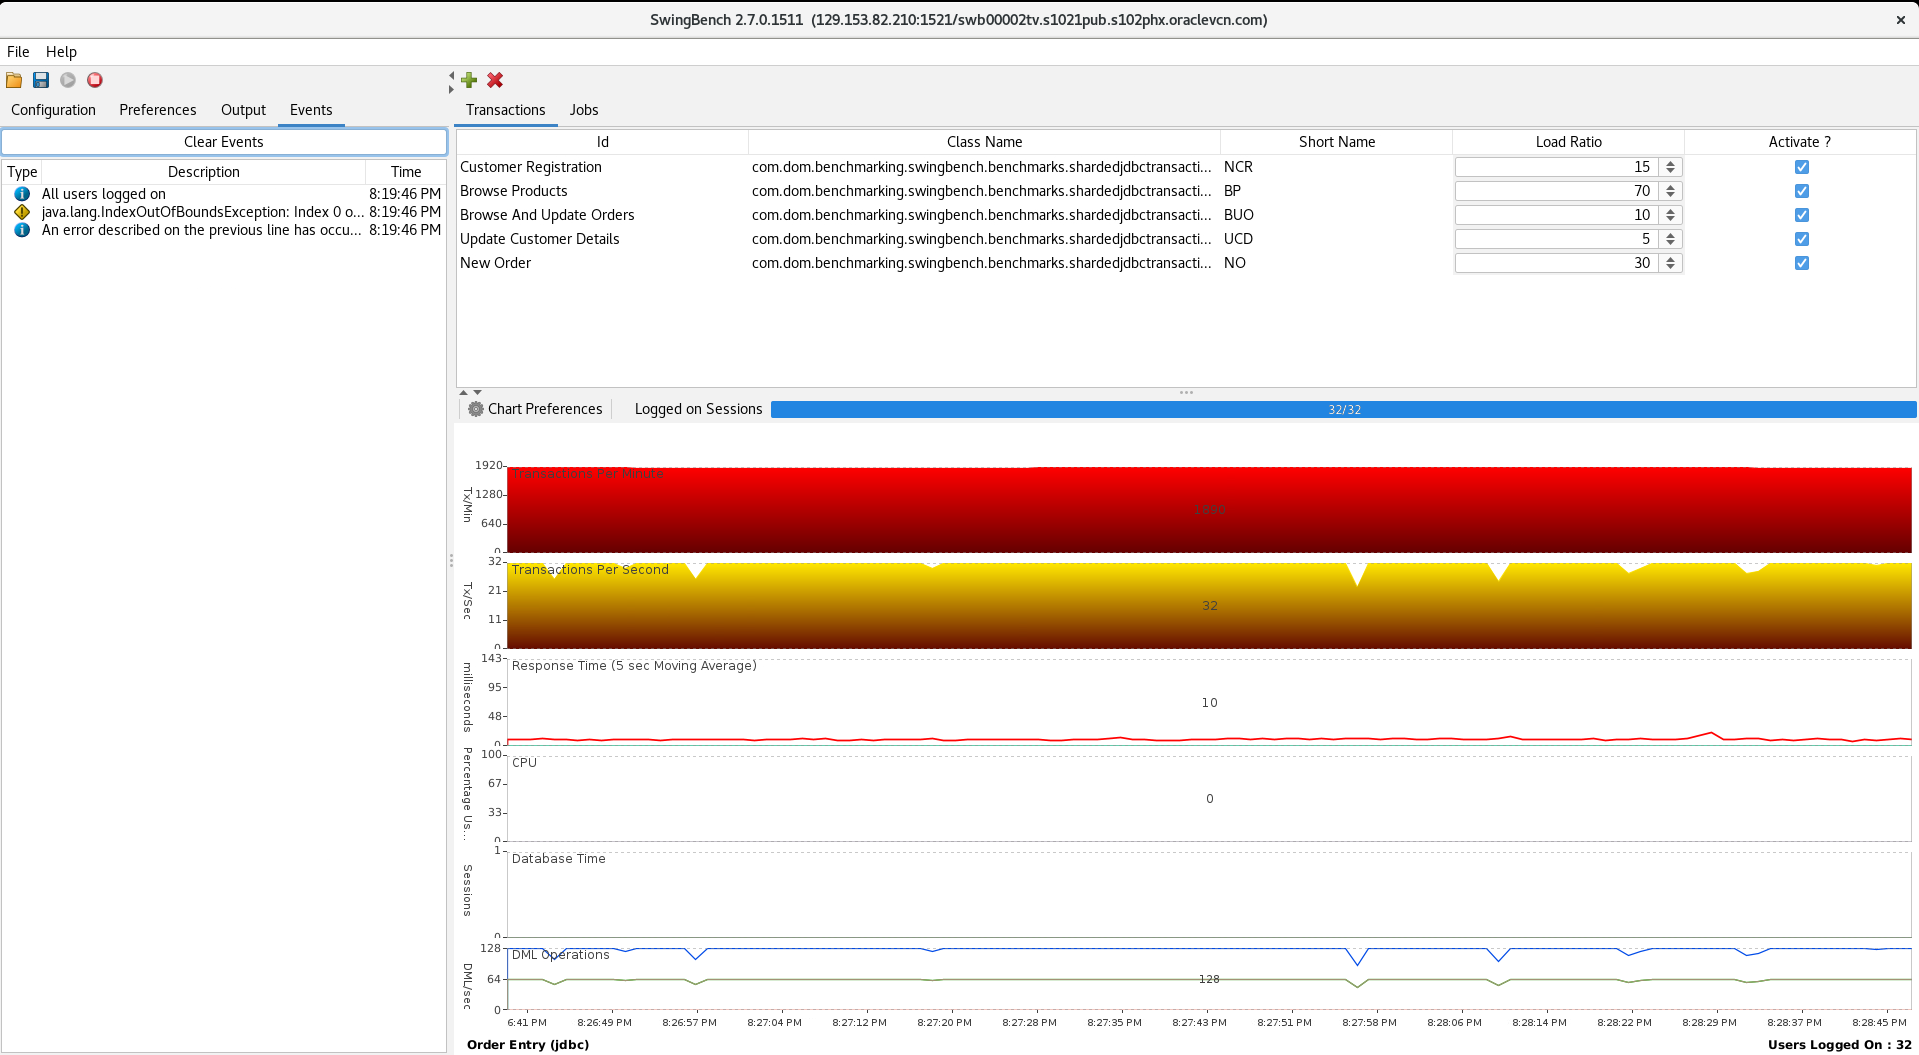 SwingBench 2.7.0.1511  (129.153.82.210:1521/swb00002tv.s1021pub.s102phx.oraclevcn.com)
File Help
Configuration Preferences Output Events
Clear Events
Type Description Time
All users logged on 8:19:46 PM
java.lang.IndexOutOfBoundsException: Index 0 o... 8:19:46 PM
An error described on the previous line has occu... 8:19:46 PM
Transactions Jobs
Id Class Name Short Name Load Ratio Activate ?
Customer Registration com.dom.benchmarking.swingbench.benchmarks.shardedjdbctransacti... NCR 15
Browse Products com.dom.benchmarking.swingbench.benchmarks.shardedjdbctransacti... BP 70
Browse And Update Orders com.dom.benchmarking.swingbench.benchmarks.shardedjdbctransacti... BUO 10
Update Customer Details com.dom.benchmarking.swingbench.benchmarks.shardedjdbctransacti... UCD 5
New Order com.dom.benchmarking.swingbench.benchmarks.shardedjdbctransacti... NO 30
Chart Preferences Logged on Sessions 32/32
Transactions Per Minute
Tx/Min
1920
1280
640
0
1890
Transactions Per Second
Tx/Sec
32
21
11
0
32
Response Time (5 sec Moving Average)
milliseconds
143
95
48
0
10
CPU
Percentage Us...
100
67
33
0
0
Database Time
Sessions
1
0
DML Operations
DML/sec
128
64
0
128
6:41 PM 8:26:49 PM 8:26:57 PM 8:27:04 PM 8:27:12 PM 8:27:20 PM 8:27:28 PM 8:27:35 PM 8:27:43 PM 8:27:51 PM 8:27:58 PM 8:28:06 PM 8:28:14 PM 8:28:22 PM 8:28:29 PM 8:28:37 PM 8:28:45 PM
Order Entry (jdbc) Users Logged On : 32